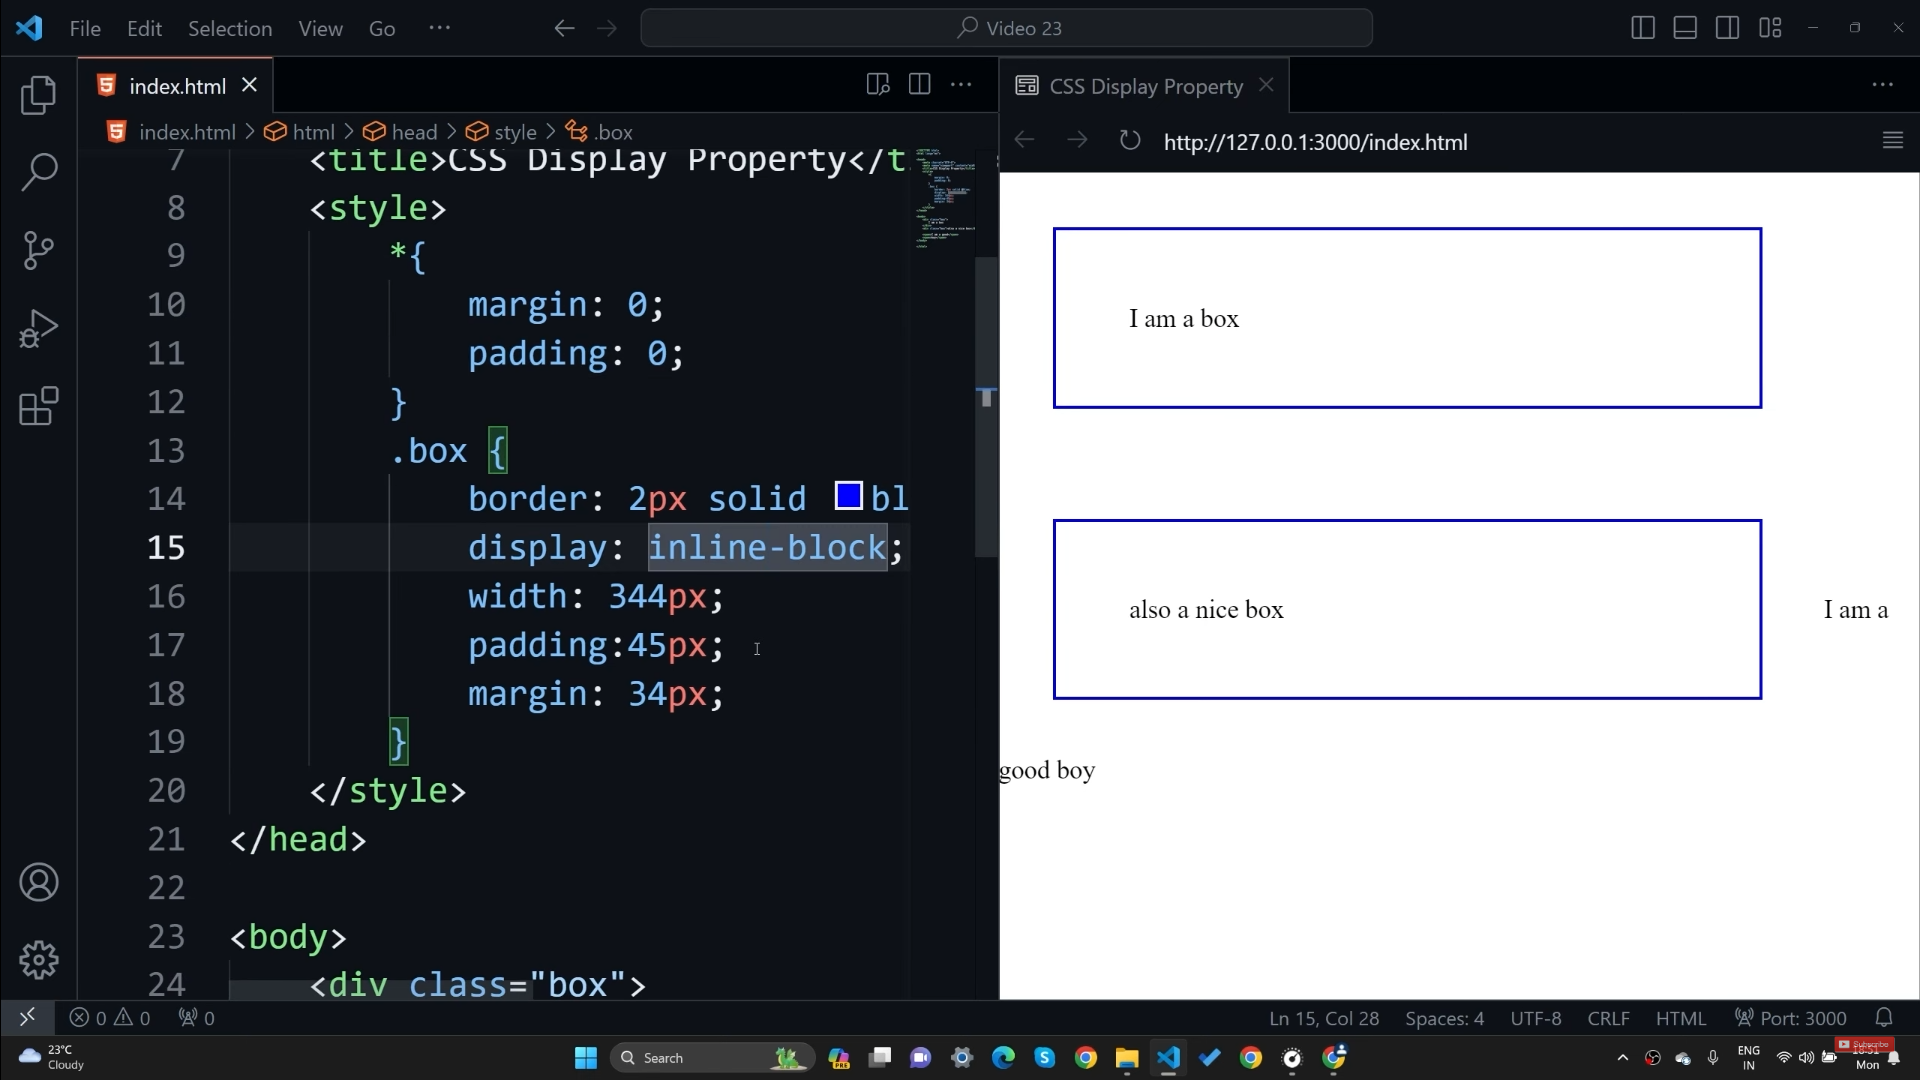 File Edit Selection View Go ··· Video 23
index.html CSS Display Property
index.html > html > head > style > .box
http://127.0.0.1:3000/index.html
7 <title>CSS Display Property</t
8 <style>
9 *{
10 margin: 0;
11 padding: 0;
12 }
13 .box {
14 border: 2px solid bl
15 display: inline-block;
16 width: 344px;
17 padding:45px;
18 margin: 34px;
19 }
20 </style>
21 </head>
22
23 <body>
24 <div class="box">
I am a box
also a nice box I am a
good boy
0 0 0 Ln 15, Col 28 Spaces: 4 UTF-8 CRLF HTML Port: 3000
23°C
Cloudy
Search
PRE
ENG
IN
Subscribe
Mon